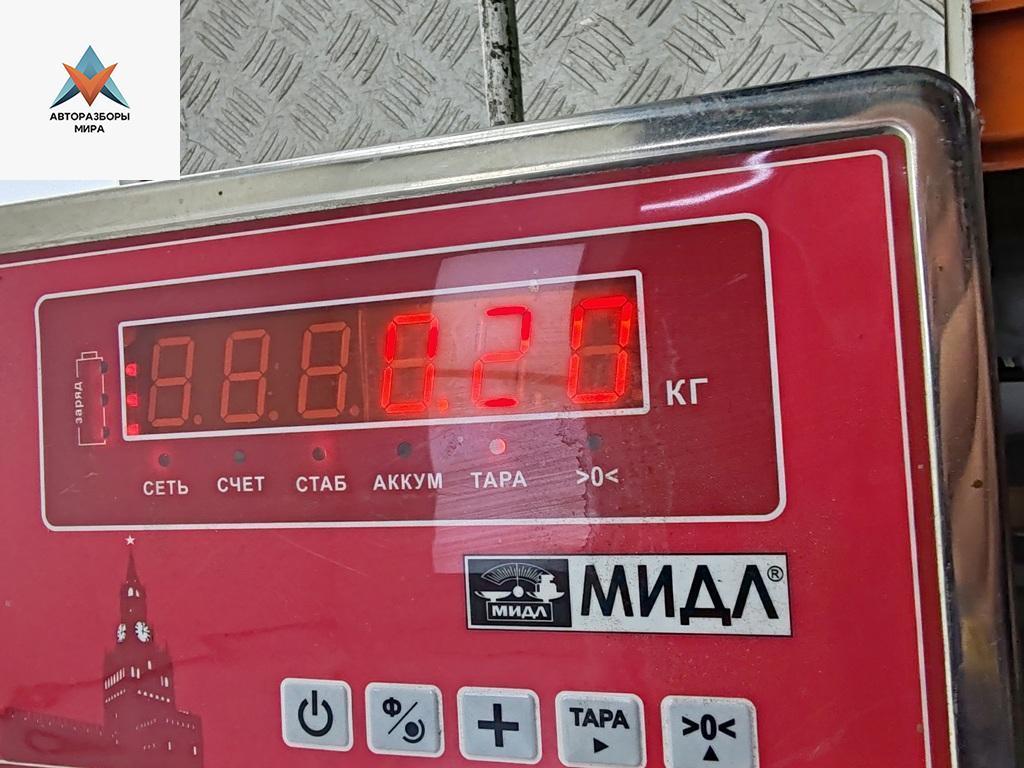 АВТОРАЗБОРЫ
МИРА
заряд
0.20
КГ
СЕТЬ СЧЕТ СТАБ АККУМ ТАРА >0<
МИДЛ МИДЛ®
Ф
ТАРА
>0<